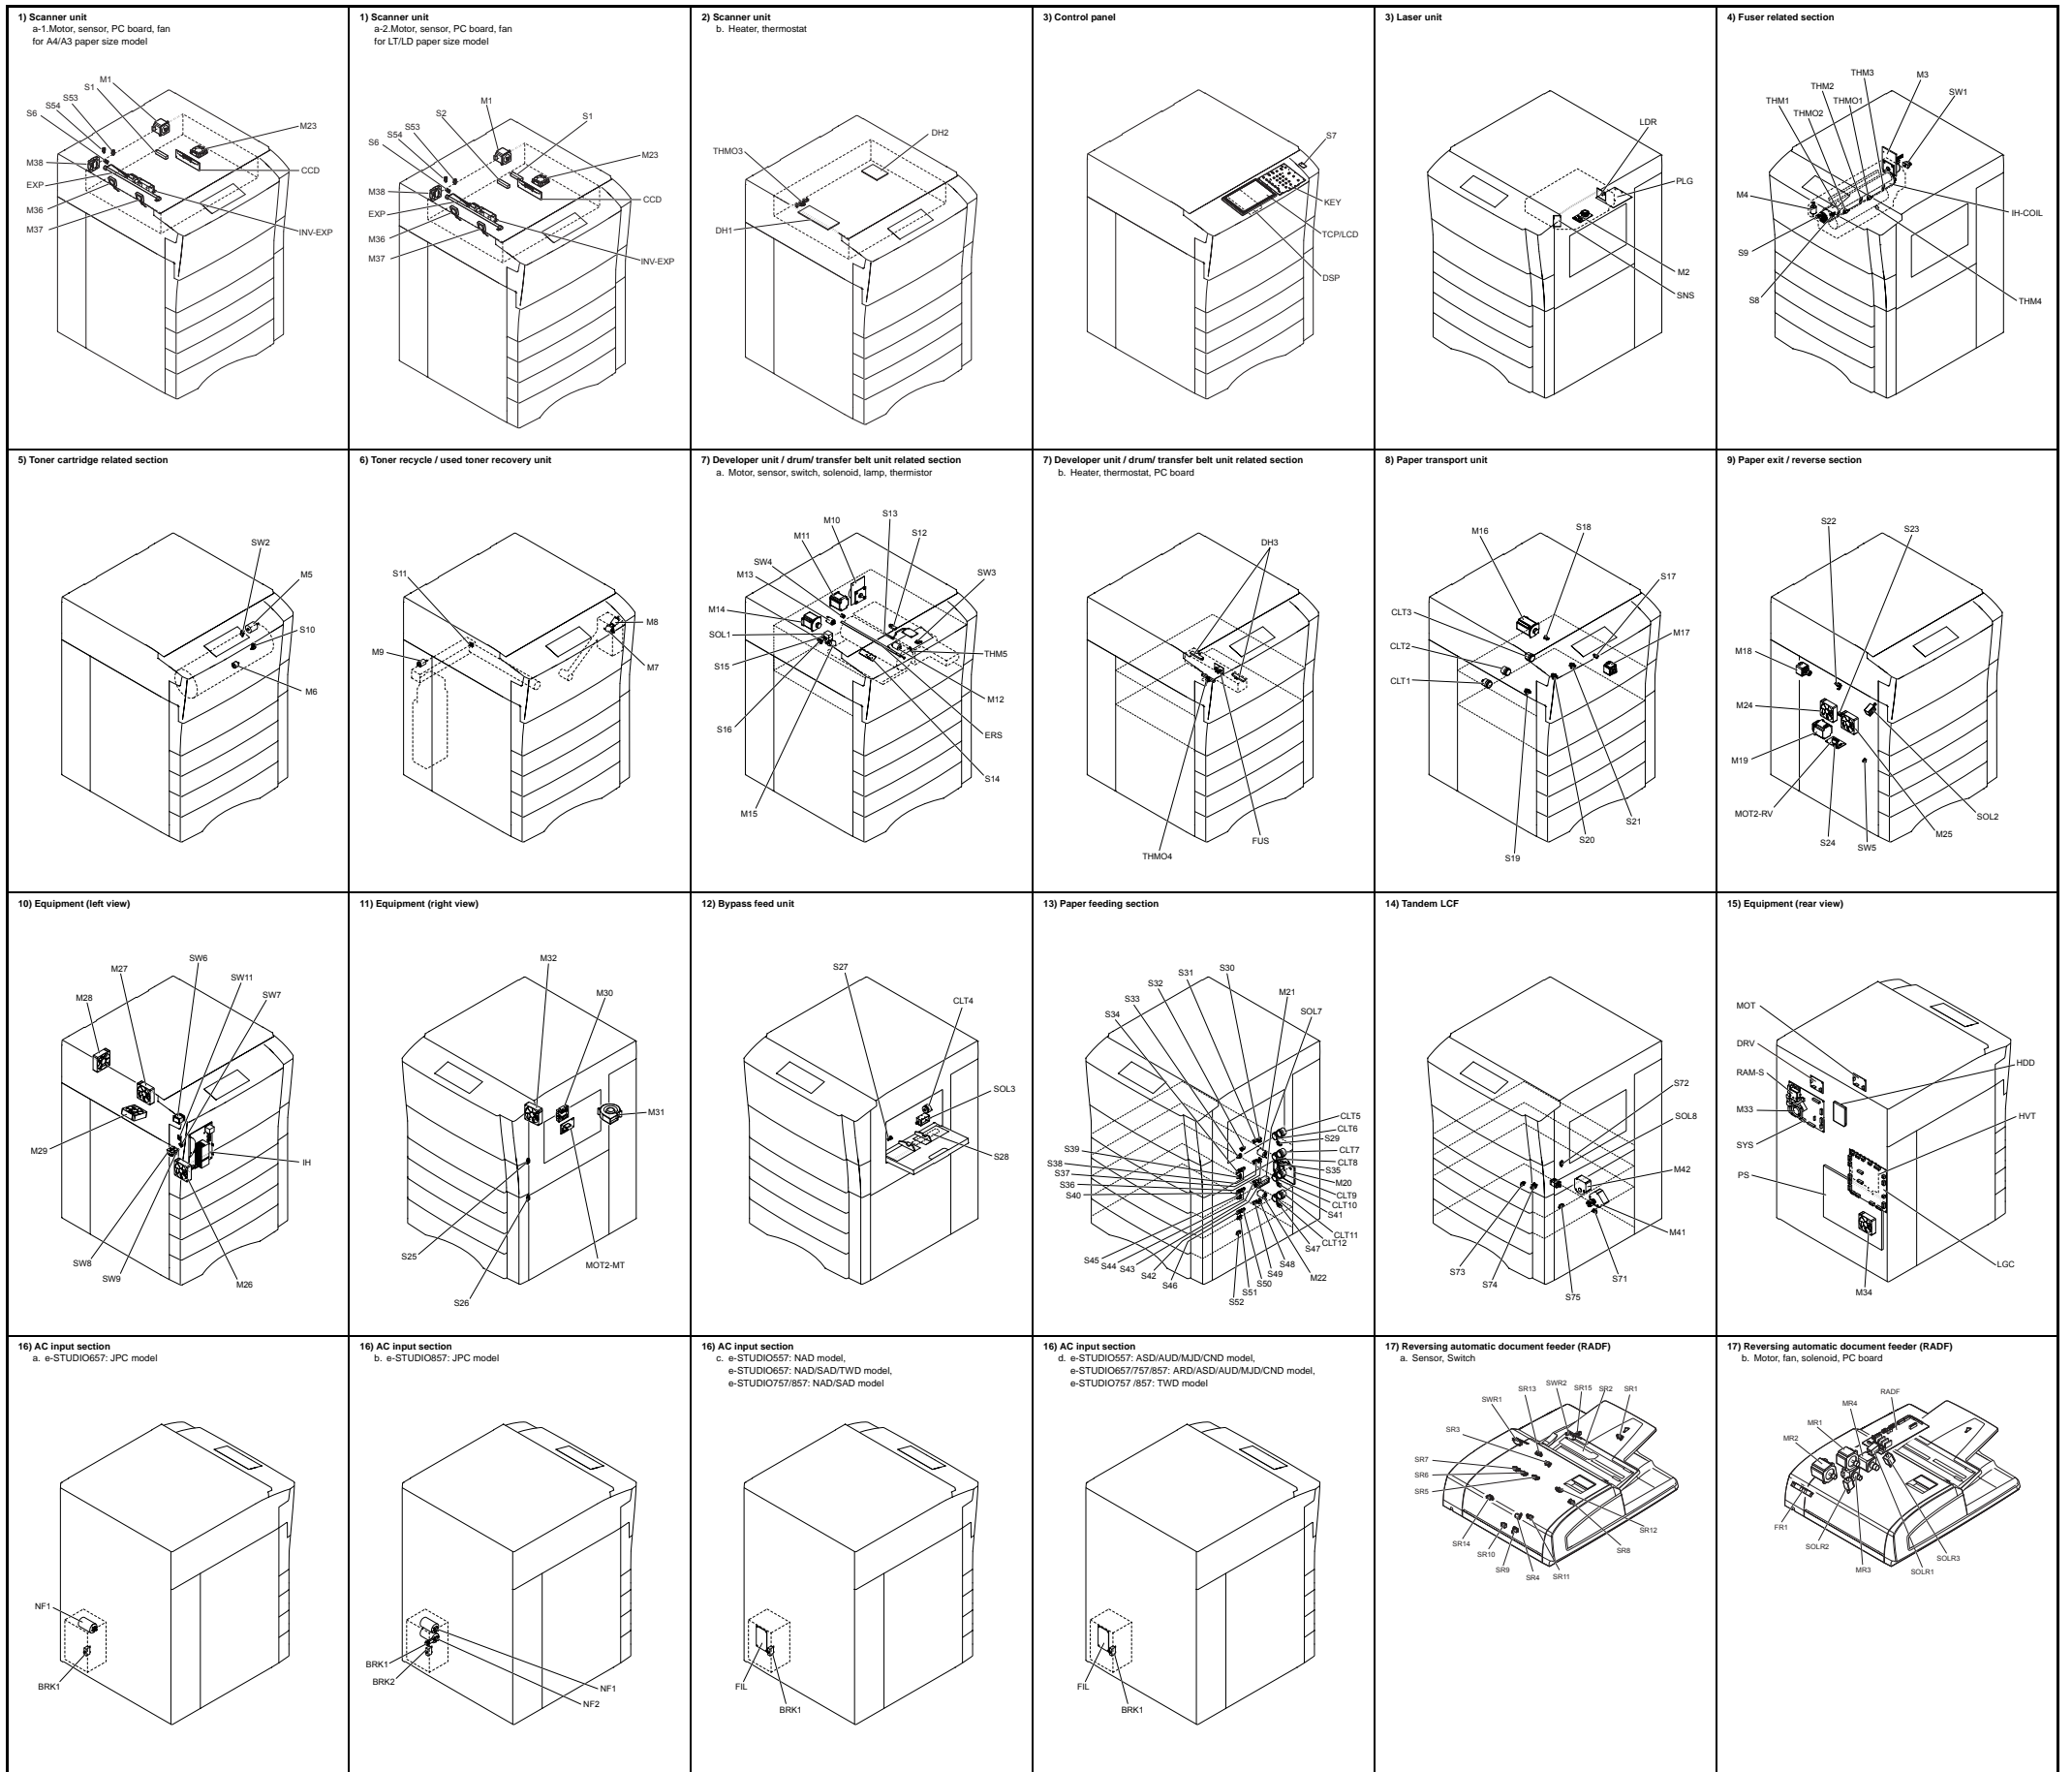 1) Scanner unit
a-1.Motor, sensor, PC board, fan
for A4/A3 paper size model
M1
S1
S53
S54
S6
M23
M38
CCD
EXP
M36
M37
INV-EXP
1) Scanner unit
a-2.Motor, sensor, PC board, fan
for LT/LD paper size model
M1
S2
S1
S53
S54
S6
M23
M38
CCD
EXP
M36
M37
INV-EXP
2) Scanner unit
b. Heater, thermostat
DH2
THMO3
DH1
3) Control panel
S7
KEY
TCP/LCD
DSP
3) Laser unit
LDR
PLG
M2
SNS
4) Fuser related section
THM3
M3
THM2
SW1
THM1
THMO1
THMO2
M4
IH-COIL
S9
S8
THM4
5) Toner cartridge related section
SW2
M5
S10
M6
6) Toner recycle / used toner recovery unit
S11
M8
M9
M7
7) Developer unit / drum/ transfer belt unit related section
a. Motor, sensor, switch, solenoid, lamp, thermistor
S13
M10
S12
M11
SW4
SW3
M13
M14
SOL1
S15
THM5
M12
S16
ERS
S14
M15
7) Developer unit / drum/ transfer belt unit related section
b. Heater, thermostat, PC board
DH3
FUS
THMO4
8) Paper transport unit
M16
S18
S17
CLT3
M17
CLT2
CLT1
S21
S20
S19
9) Paper exit / reverse section
S22
S23
M18
M24
M19
MOT2-RV
SOL2
M25
S24
SW5
10) Equipment (left view)
SW6
M27
SW11
SW7
M28
M29
IH
SW8
SW9
M26
11) Equipment (right view)
M32
M30
M31
S25
MOT2-MT
S26
12) Bypass feed unit
S27
CLT4
SOL3
S28
13) Paper feeding section
S30
S31
S32
M21
S33
SOL7
S34
CLT5
CLT6
S29
S39
CLT7
S38
CLT8
S37
S35
S36
M20
S40
CLT9
CLT10
S41
CLT11
CLT12
S45
S47
S44
S48
S43
S49
S42
M22
S46
S50
S51
S52
14) Tandem LCF
S72
SOL8
M42
M41
S73
S74
S71
S75
15) Equipment (rear view)
MOT
DRV
HDD
RAM-S
M33
HVT
SYS
PS
LGC
M34
16) AC input section
a. e-STUDIO657: JPC model
NF1
BRK1
16) AC input section
b. e-STUDIO857: JPC model
BRK1
BRK2
NF1
NF2
16) AC input section
c. e-STUDIO557: NAD model,
e-STUDIO657: NAD/SAD/TWD model
e-STUDIO757/857: NAD/SAD model
FIL
BRK1
16) AC input section
d. e-STUDIO557: ASD/AUD/MJD/CND model,
e-STUDIO657/757/857: ARD/ASD/AUD/MJD/CND model,
e-STUDIO757 /857: TWD model
FIL
BRK1
17) Reversing automatic document feeder (RADF)
a. Sensor, Switch
SWR2
SR15
SR2
SR1
SR13
SWR1
SR3
SR7
SR6
SR5
SR12
SR14
SR10
SR8
SR9
SR4
SR11
17) Reversing automatic document feeder (RADF)
b. Motor, fan, solenoid, PC board
RADF
MR4
MR1
MR2
FR1
SOLR2
SOLR3
MR3
SOLR1